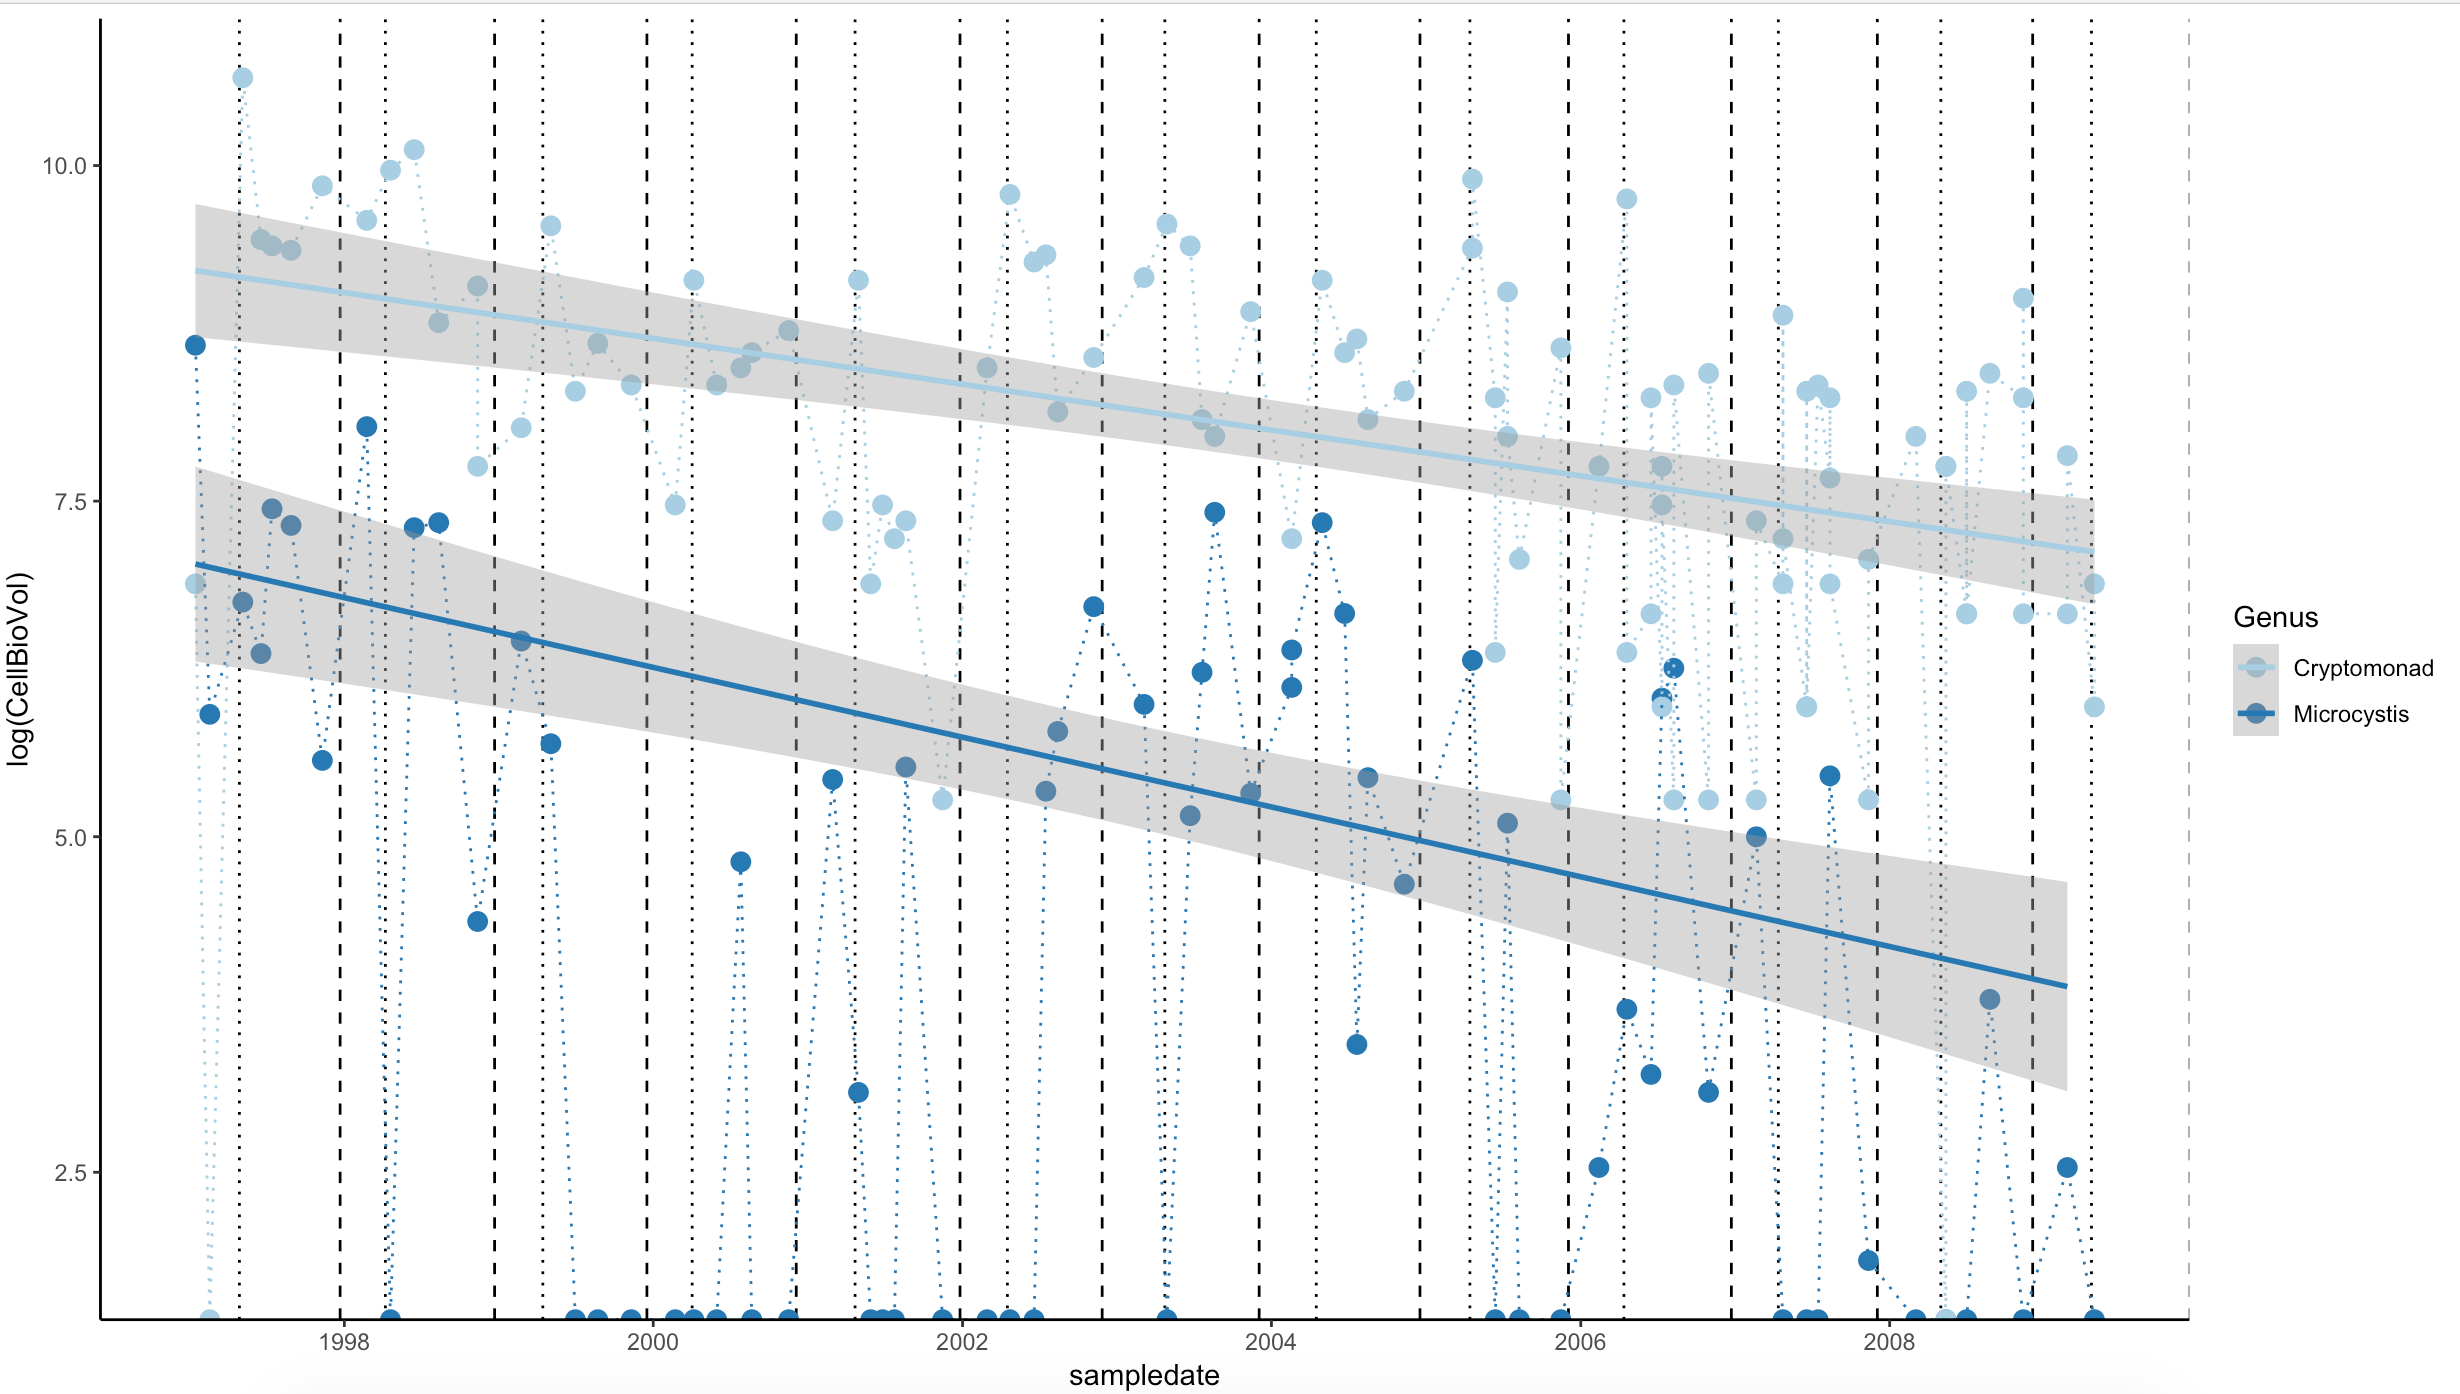 10.0
7.5
5.0
2.5
log(CellBioVol)
1998 2000 2002 2004 2006 2008
sampledate
Genus
Cryptomonad
Microcystis